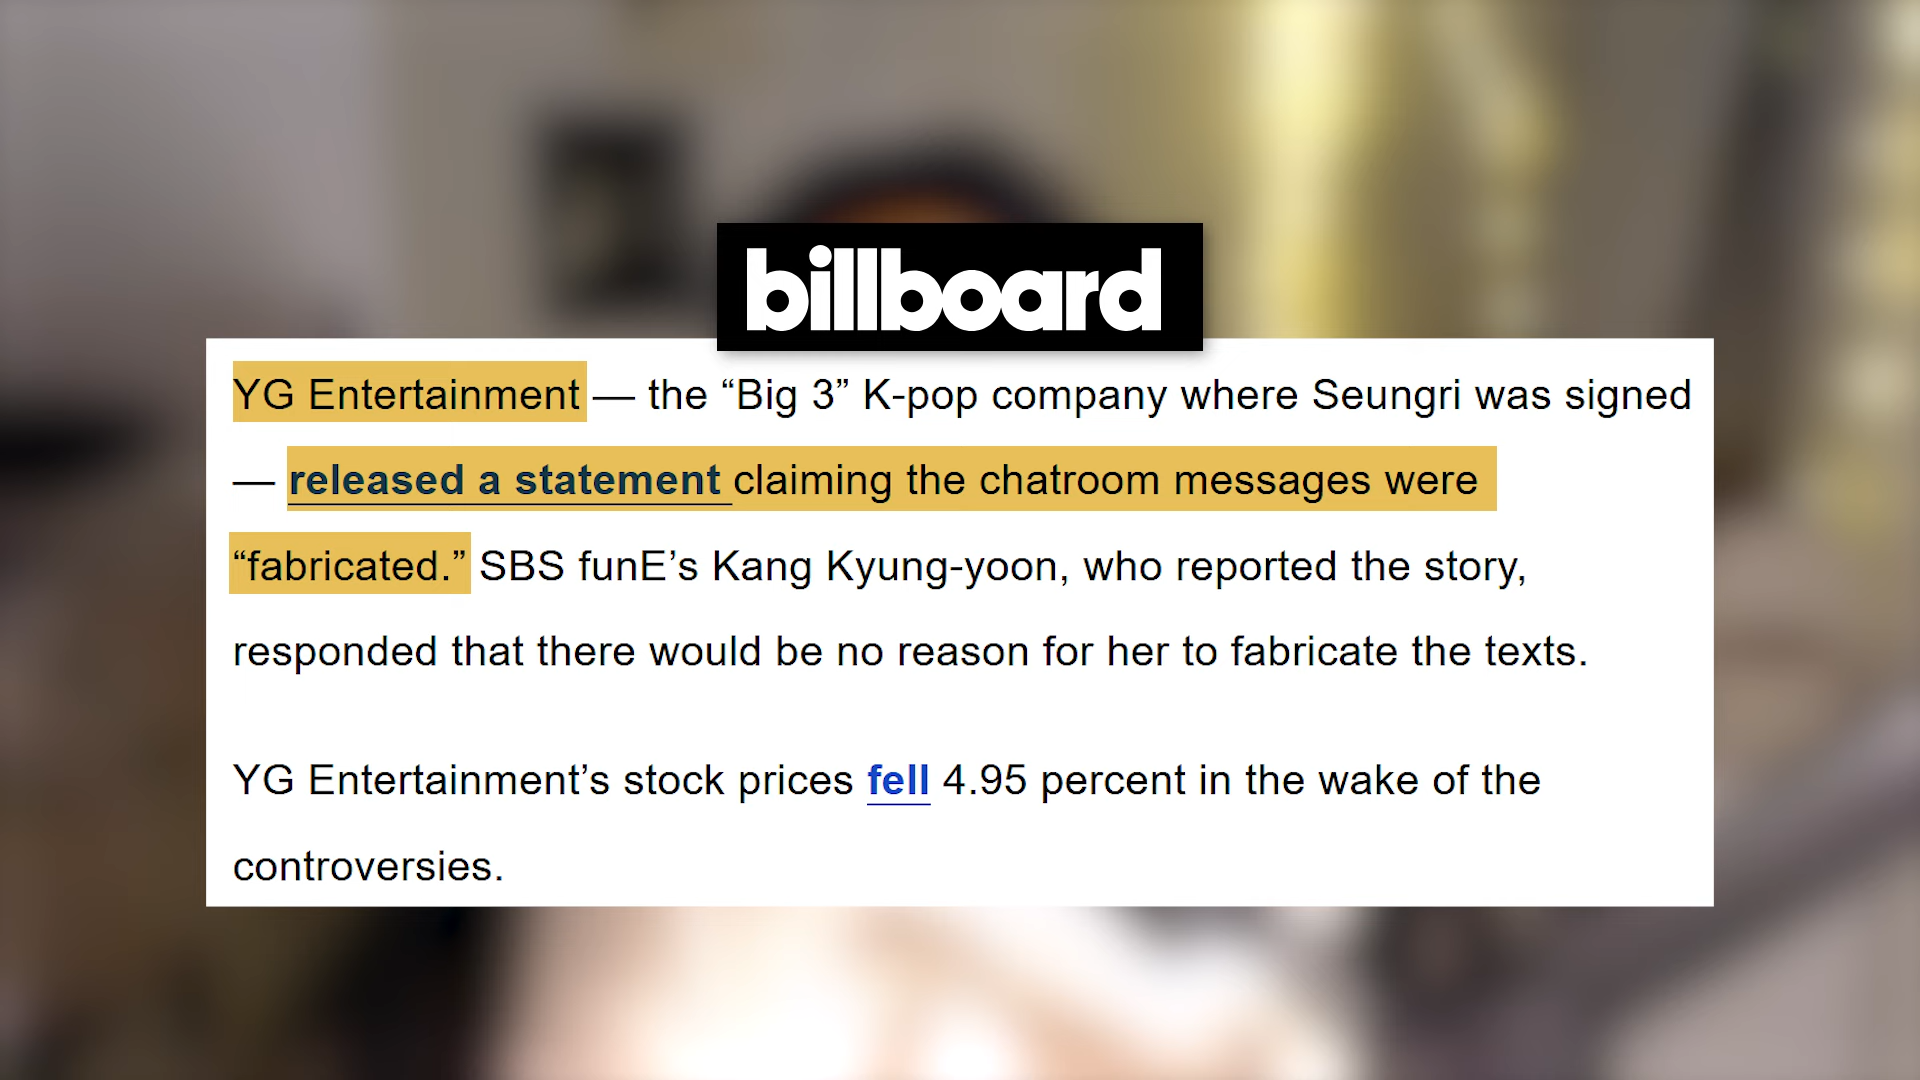 billboard
YG Entertainment — the “Big 3” K-pop company where Seungri was signed
— released a statement claiming the chatroom messages were
“fabricated.” SBS funE’s Kang Kyung-yoon, who reported the story,
responded that there would be no reason for her to fabricate the texts.
YG Entertainment’s stock prices fell 4.95 percent in the wake of the
controversies.